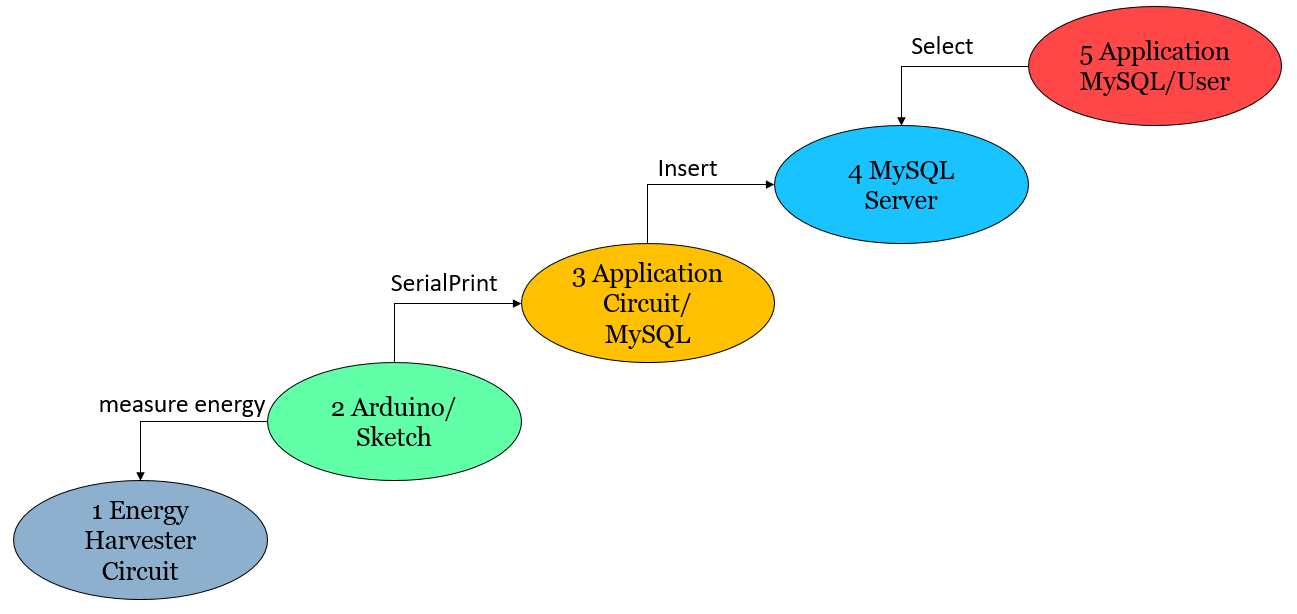 Select
5 Application
MySQL/User
Insert
4 MySQL
Server
SerialPrint
3 Application
Circuit/
MySQL
measure energy
2 Arduino/
Sketch
1 Energy
Harvester
Circuit